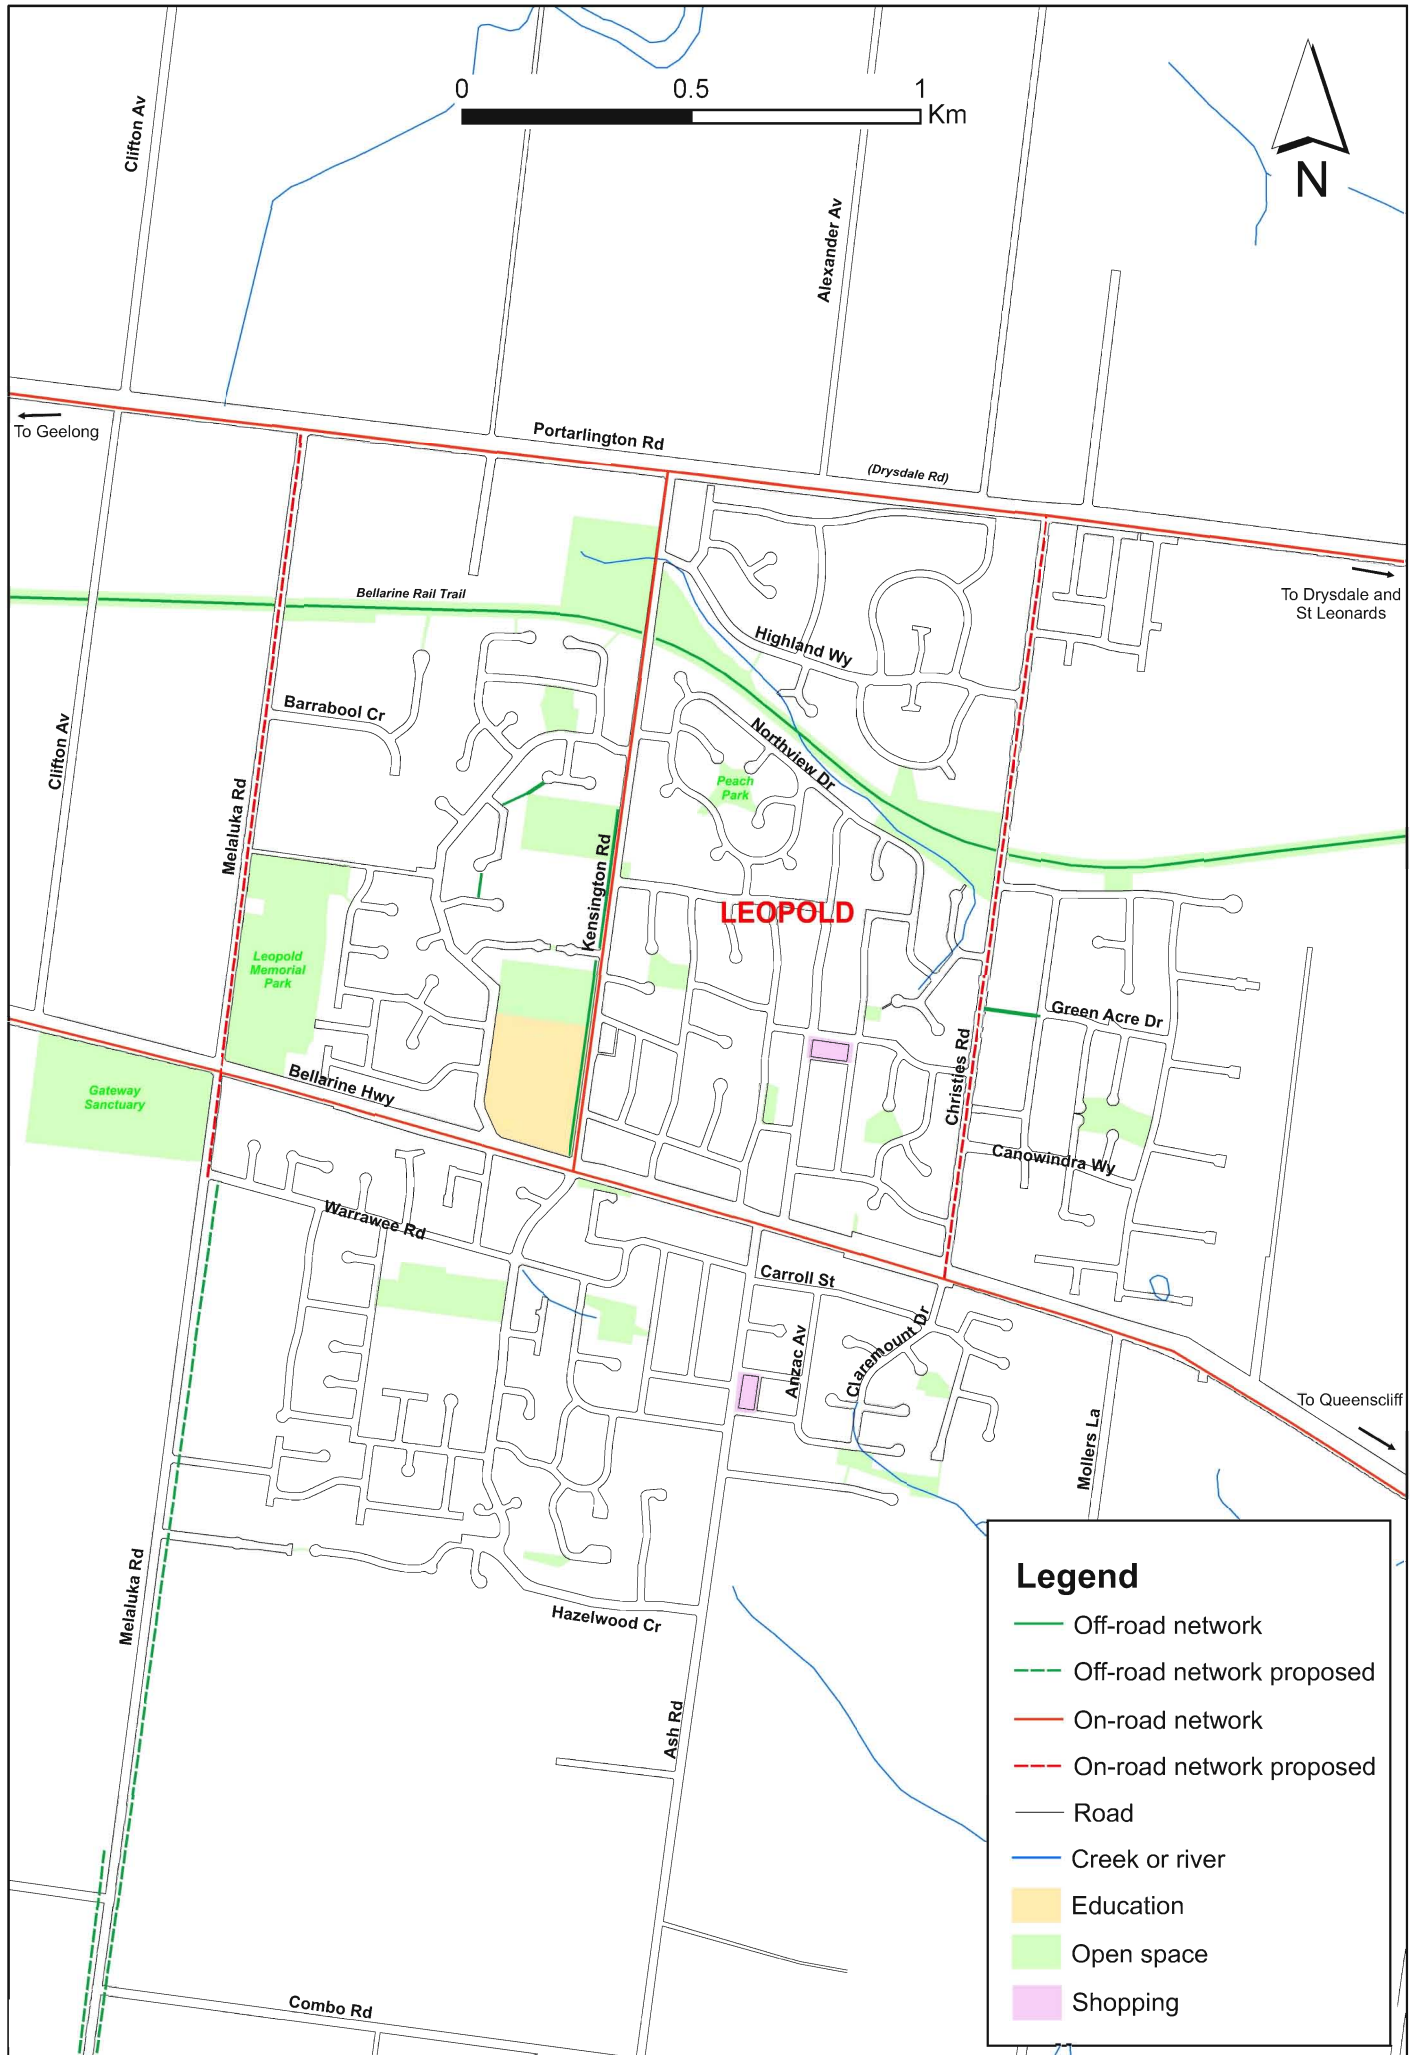 0 0.5 1
Km
N
Clifton Av
Alexander Av
To Geelong
Portarlington Rd
(Drysdale Rd)
To Drysdale and
St Leonards
Bellarine Rail Trail
Highland Wy
Barrabool Cr
Clifton Av
Northview Dr
Peach
Park
Melaluka Rd
Kensington Rd
LEOPOLD
Leopold
Memorial
Park
Green Acre Dr
Christies Rd
Bellarine Hwy
Gateway
Sanctuary
Canowindra Wy
Warrawee Rd
Carroll St
Anzac Av
Claremount Dr
To Queenscliff
Mollers La
Melaluka Rd
Hazelwood Cr
Ash Rd
Combo Rd
Legend
Off-road network
Off-road network proposed
On-road network
On-road network proposed
Road
Creek or river
Education
Open space
Shopping